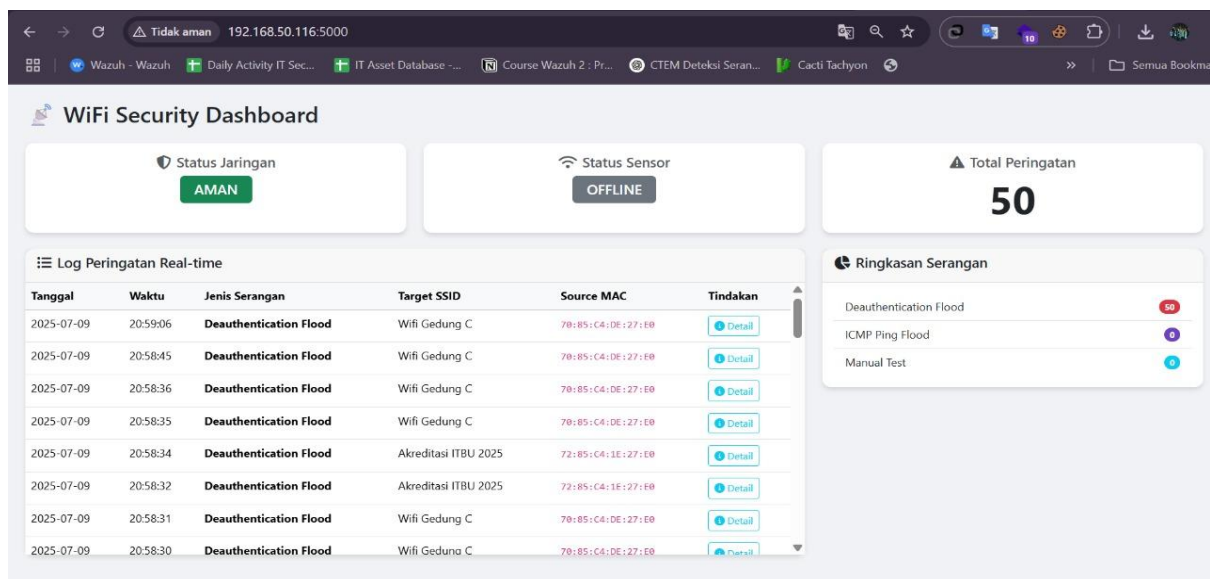 Tidak aman 192.168.50.116:5000
10
Wazuh - Wazuh Daily Activity IT Sec... IT Asset Database -... Course Wazuh 2 : Pr... CTEM Deteksi Seran... Cacti Tachyon » Semua Bookma
WiFi Security Dashboard
Status Jaringan
AMAN
Status Sensor
OFFLINE
Total Peringatan
50
Log Peringatan Real-time
Tanggal Waktu Jenis Serangan Target SSID Source MAC Tindakan
2025-07-09 20:59:06 Deauthentication Flood Wifi Gedung C 70:85:C4:DE:27:E0 Detail
2025-07-09 20:58:45 Deauthentication Flood Wifi Gedung C 70:85:C4:DE:27:E0 Detail
2025-07-09 20:58:36 Deauthentication Flood Wifi Gedung C 70:85:C4:DE:27:E0 Detail
2025-07-09 20:58:35 Deauthentication Flood Wifi Gedung C 70:85:C4:DE:27:E0 Detail
2025-07-09 20:58:34 Deauthentication Flood Akreditasi ITBU 2025 72:85:C4:1E:27:E0 Detail
2025-07-09 20:58:32 Deauthentication Flood Akreditasi ITBU 2025 72:85:C4:1E:27:E0 Detail
2025-07-09 20:58:31 Deauthentication Flood Wifi Gedung C 70:85:C4:DE:27:E0 Detail
2025-07-09 20:58:30 Deauthentication Flood Wifi Gedung C 70:85:C4:DE:27:E0 Detail
Ringkasan Serangan
Deauthentication Flood 50
ICMP Ping Flood 0
Manual Test 0